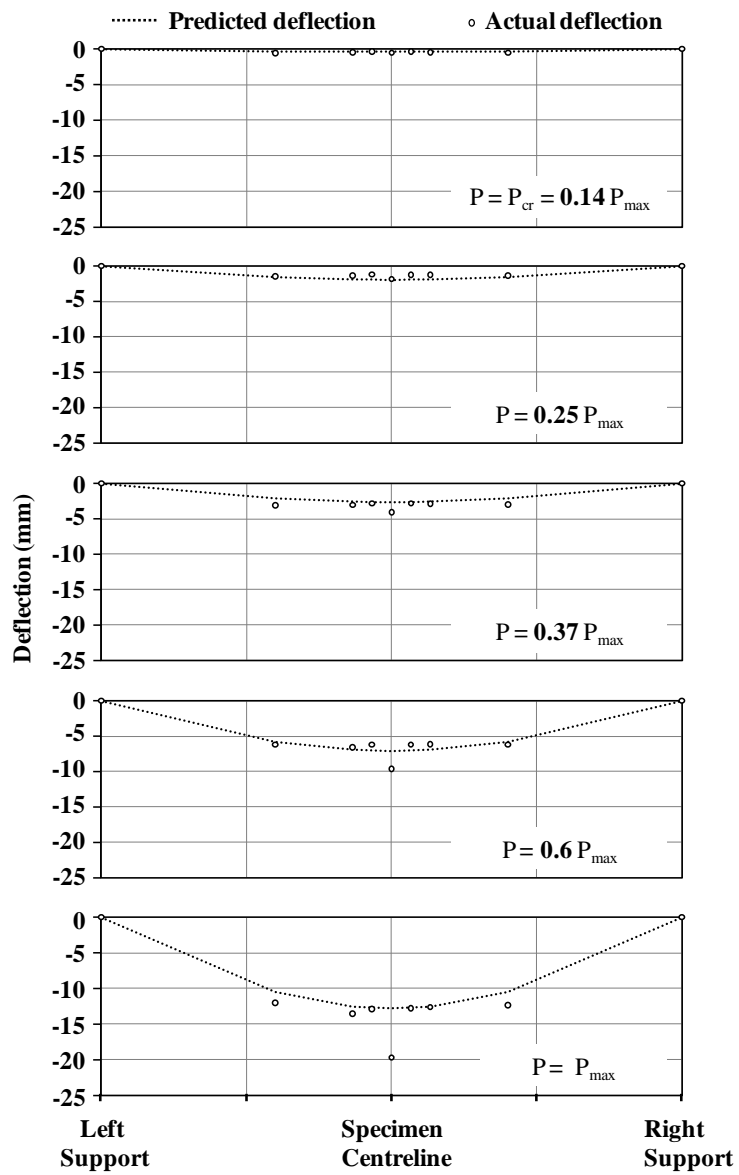 Predicted deflection
Actual deflection
0
-5
-10
-15
-20
-25
P = Pcr = 0.14 Pmax
0
-5
-10
-15
-20
-25
P = 0.25 Pmax
Deflection (mm)
0
-5
-10
-15
-20
-25
P = 0.37 Pmax
0
-5
-10
-15
-20
-25
P = 0.6 Pmax
0
-5
-10
-15
-20
-25
P = Pmax
Left
Support
Specimen
Centreline
Right
Support